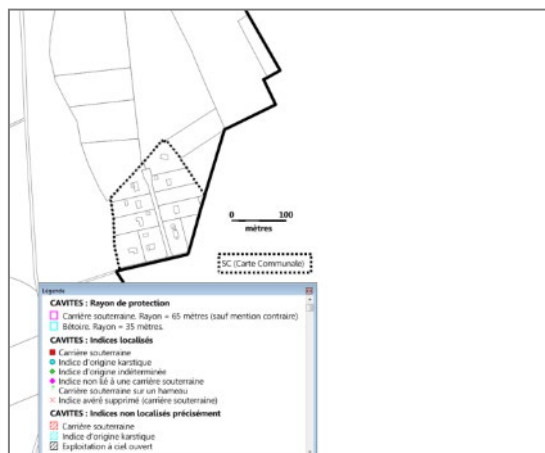 0 100
mètres
SC (Carte Communale)
Légende
CAVITES : Rayon de protection
Carrière souterraine. Rayon = 65 mètres (sauf mention contraire)
Bétoire. Rayon = 35 mètres.
CAVITES : Indices localisés
Carrière souterraine
Indice d'origine karstique
Indice d'origine indéterminée
Indice non lié à une carrière souterraine
Carrière souterraine sur un hameau
Indice avéré supprimé (carrière souterraine)
CAVITES : Indices non localisés précisément
Carrière souterraine
Indice d'origine karstique
Exploitation à ciel ouvert